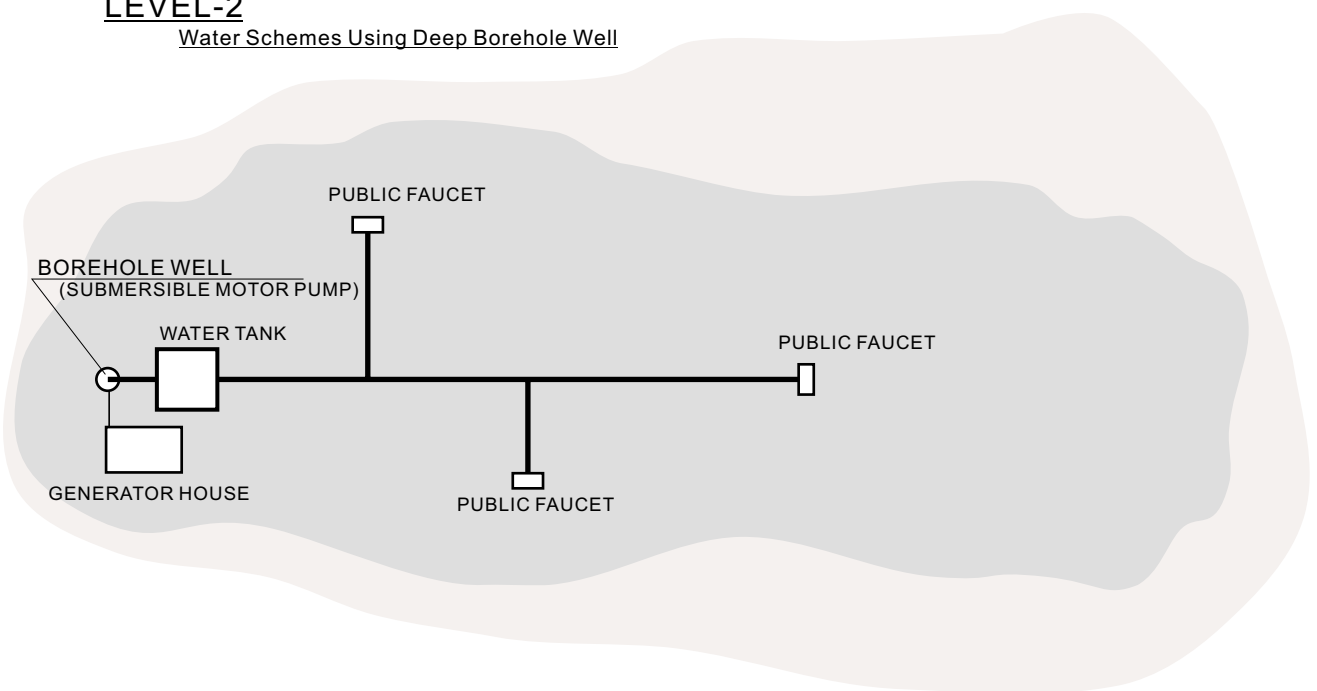 LEVEL-2
Water Schemes Using Deep Borehole Well
PUBLIC FAUCET
BOREHOLE WELL
(SUBMERSIBLE MOTOR PUMP)
WATER TANK
PUBLIC FAUCET
GENERATOR HOUSE
PUBLIC FAUCET